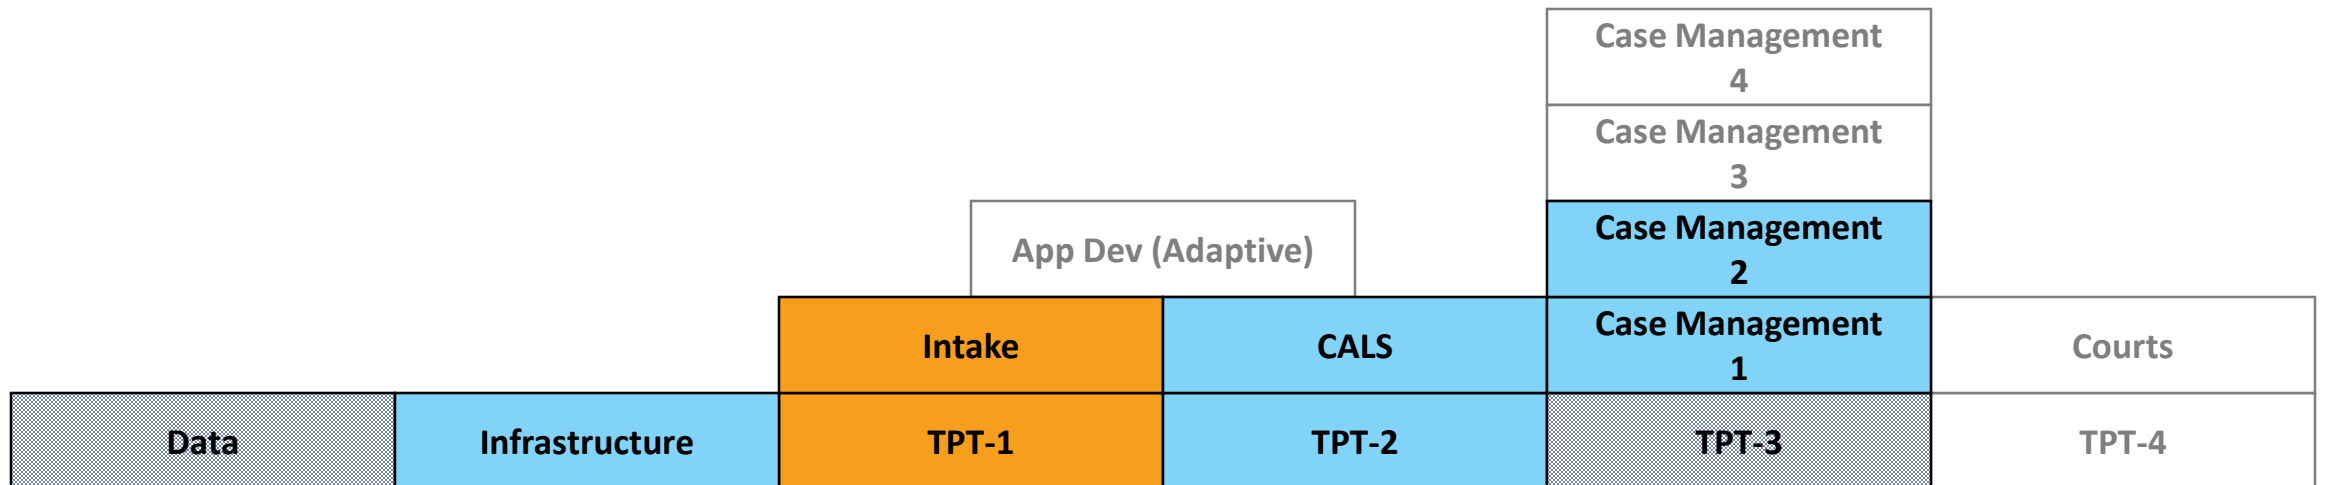 Case Management
4
Case Management
3
App Dev (Adaptive)
Case Management
2
Intake
CALS
Case Management
1
Courts
Data
Infrastructure
TPT-1
TPT-2
TPT-3
TPT-4